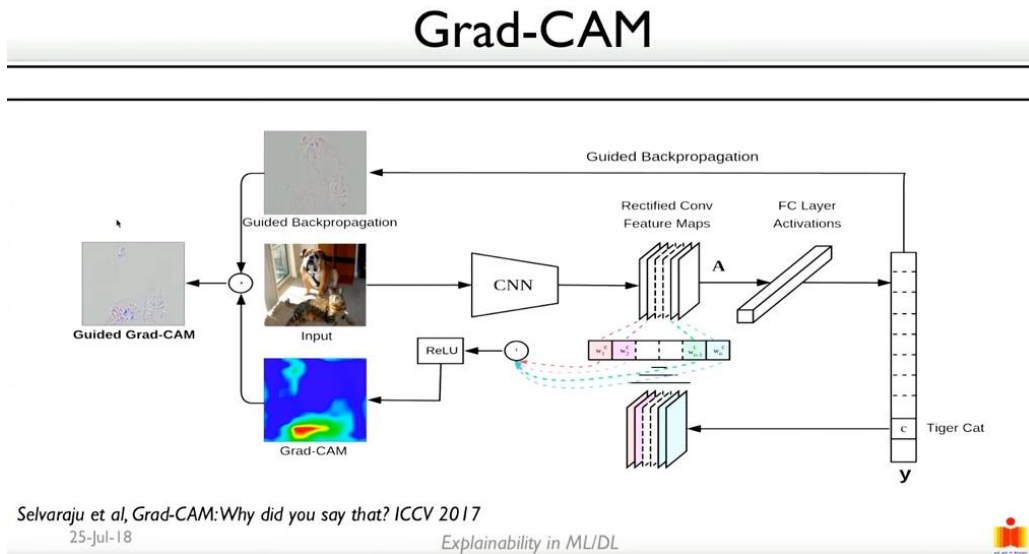 Grad-CAM
Guided Backpropagation
Rectified Conv
Feature Maps
FC Layer
Activations
Guided Backpropagation
A
CNN
Guided Grad-CAM
Input
ReLU
Grad-CAM
c
Tiger Cat
y
Selvaraju et al, Grad-CAM: Why did you say that? ICCV 2017
25-Jul-18
Explainability in ML/DL